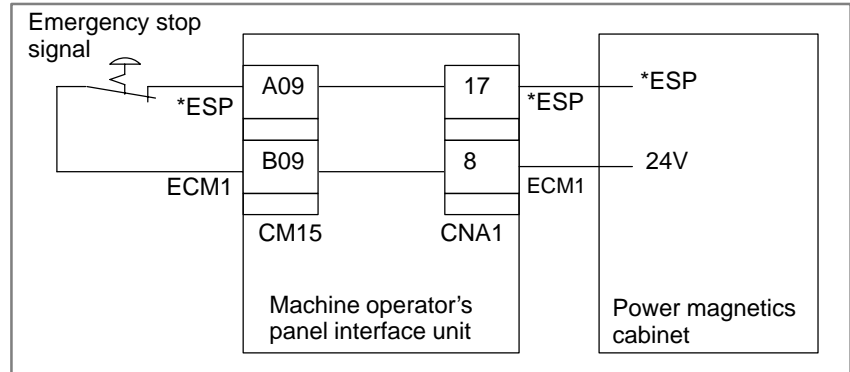 Emergency stop
signal
A09
17
*ESP
*ESP
*ESP
B09
8
24V
ECM1
ECM1
CM15
CNA1
Machine operator’s
panel interface unit
Power magnetics
cabinet